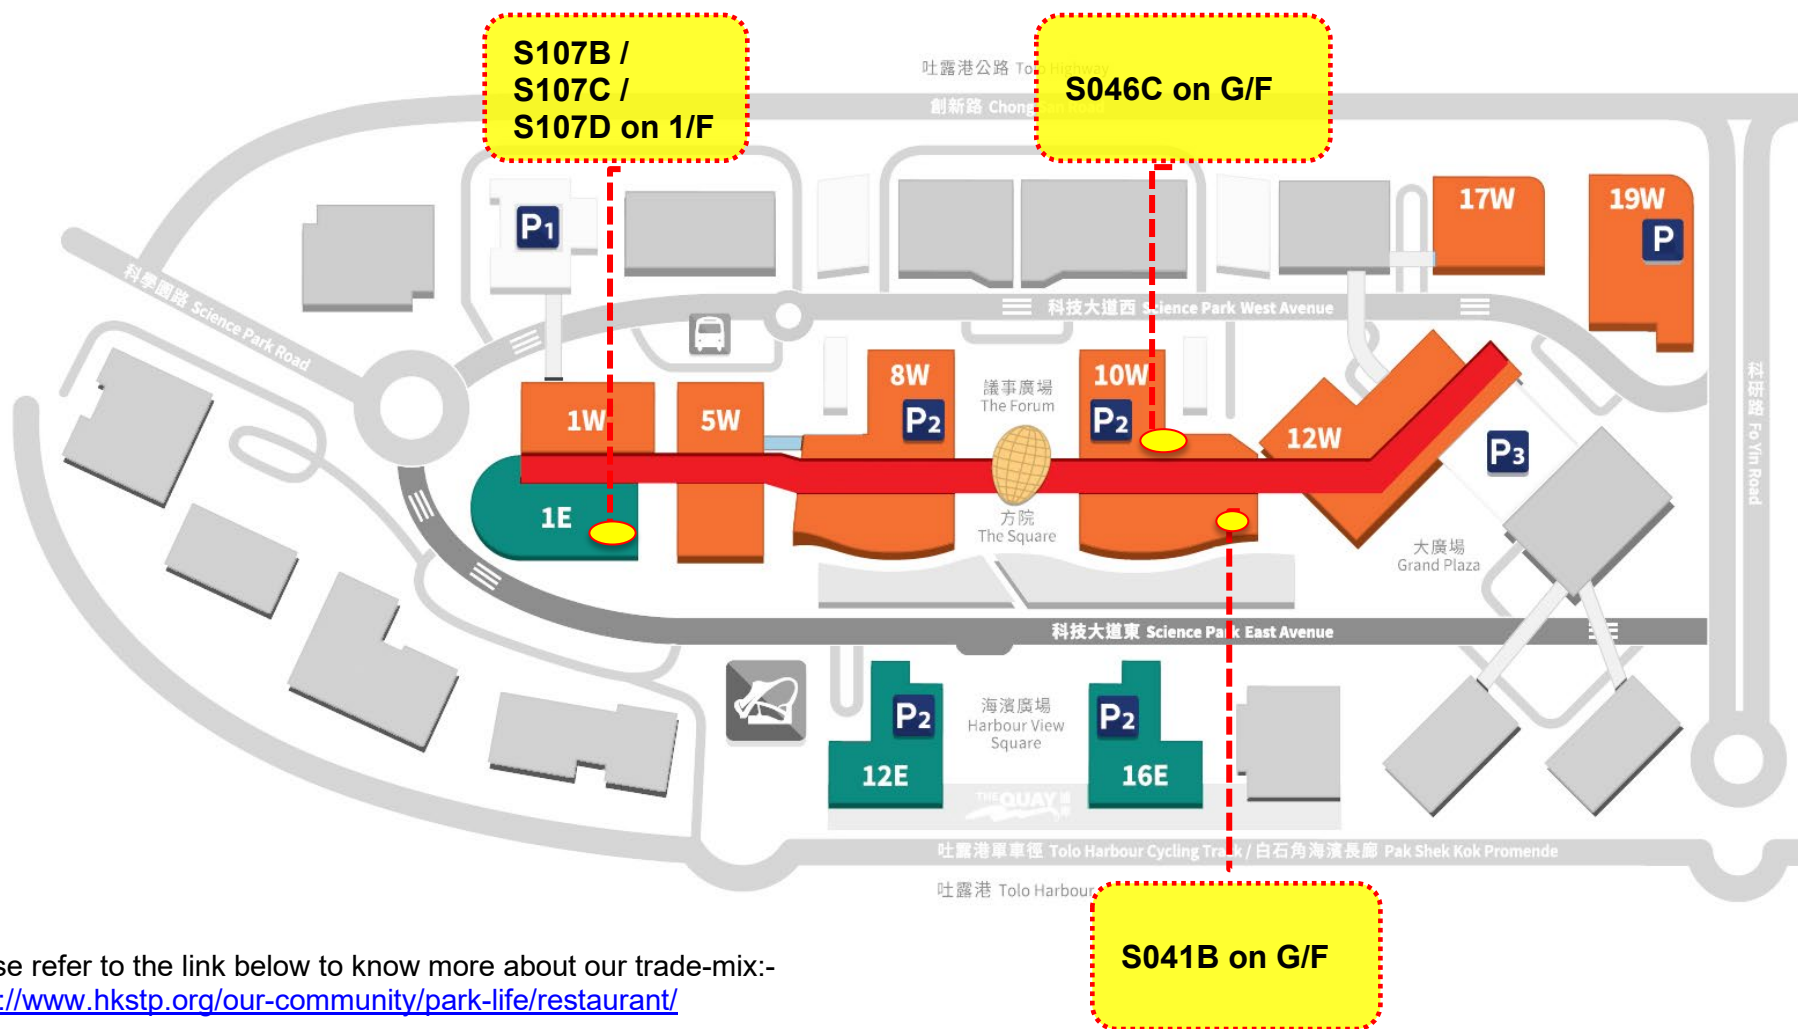 S107B /
S107C /
S107D on 1/F
S046C on G/F
吐露港公路 Tolo Highway
創新路 Chong San Road
P1
17W
19W
P
科學園路 Science Park Road
科技大道西 Science Park West Avenue
科研路 Fo Yin Road
1W
5W
8W
P2
議事廣場
The Forum
10W
P2
12W
P3
1E
方院
The Square
大廣場
Grand Plaza
科技大道東 Science Park East Avenue
12E
P2
海濱廣場
Harbour View
Square
P2
16E
THE QUAY
吐露港單車徑 Tolo Harbour Cycling Track / 白石角海濱長廊 Pak Shek Kok Promende
吐露港 Tolo Harbour
S041B on G/F
se refer to the link below to know more about our trade-mix:-
://www.hkstp.org/our-community/park-life/restaurant/